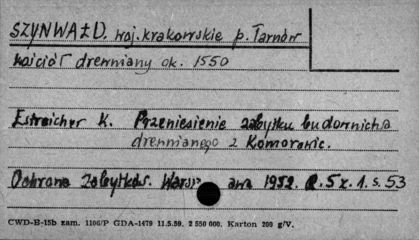 SZYNWAŁD. woj. krakowskie p. Tarnów
kościół drewniany ok. 1550
Estreicher K. Przeniesienie zabytku budownictwa
drewnianego z Komorowic.
Ochrona Zabytków. Warszawa 1952. R. 5 z. 1. s. 53
CWD-B-15b zam. 1106/P GDA-1479 11.5.59. 2 550 000. Karton 200 g/V.